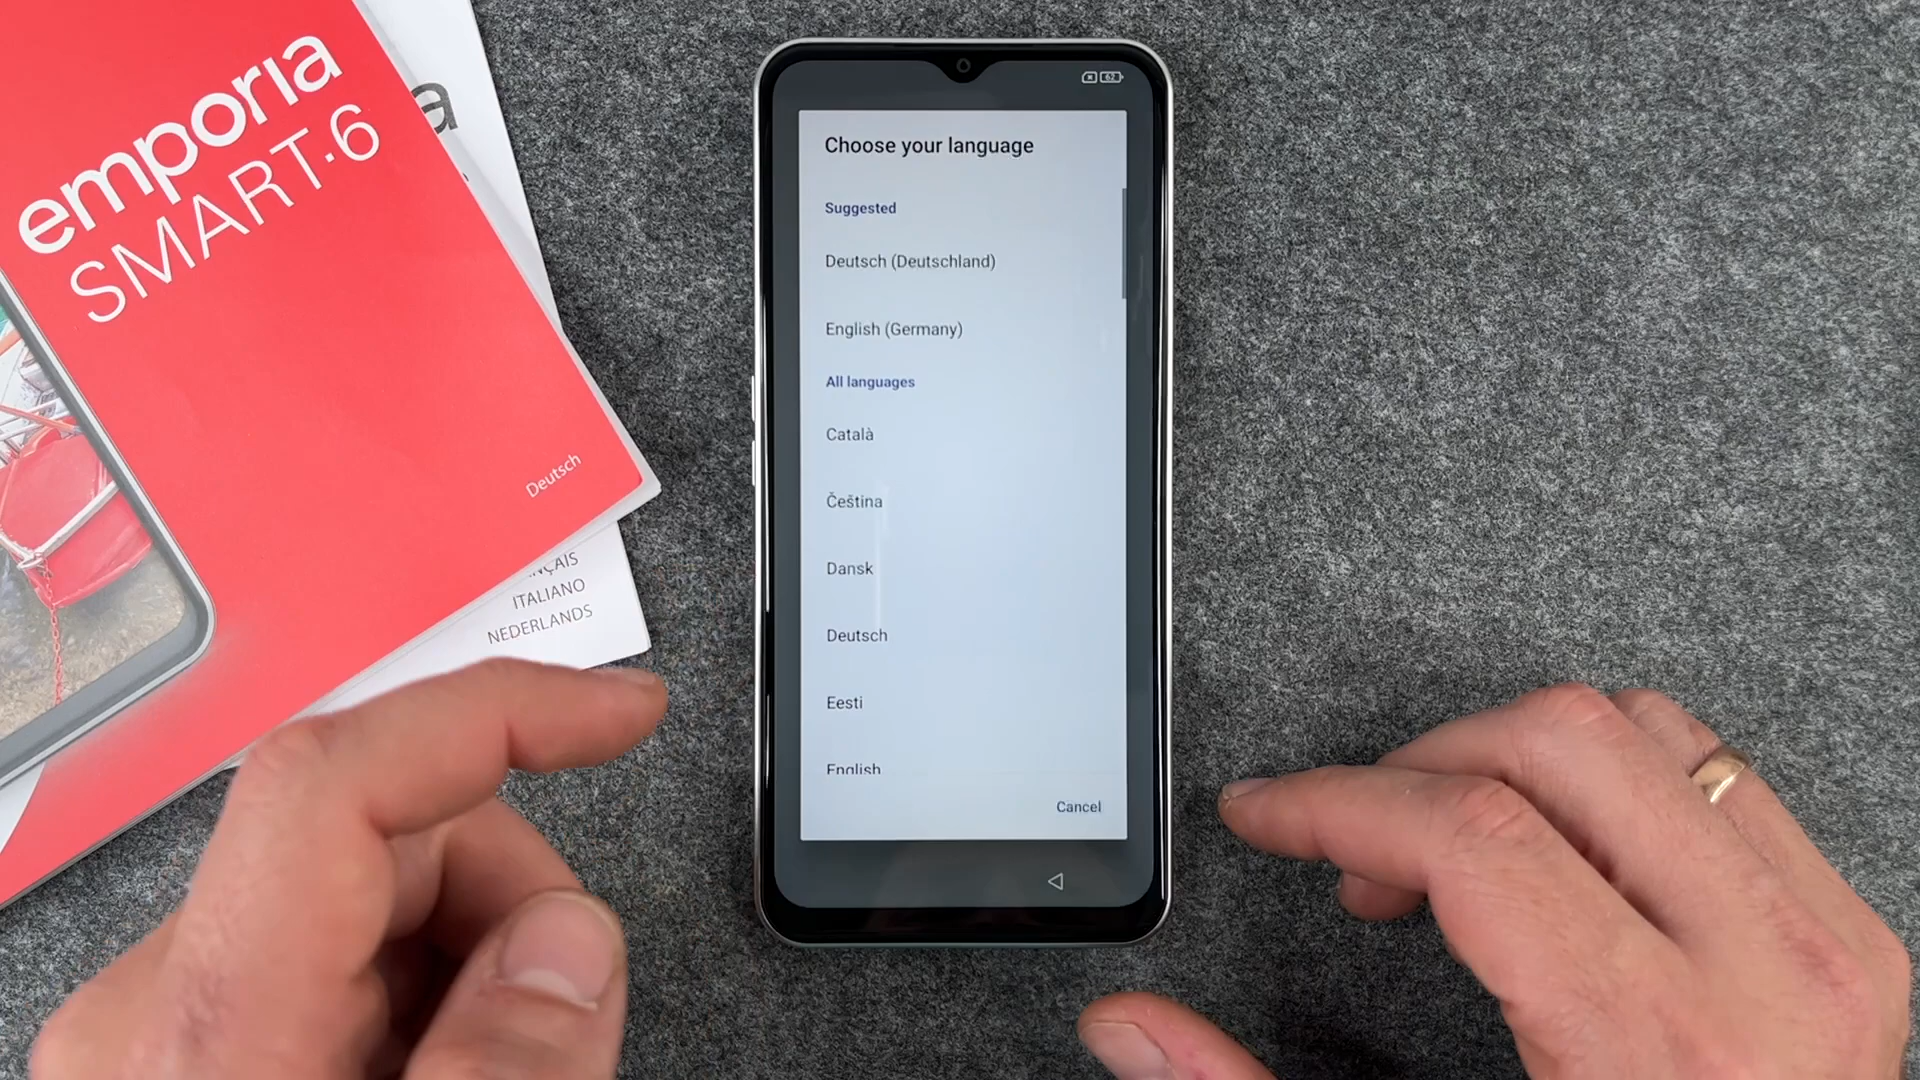 emporia
SMART.6
Deutsch
a
ITALIANO
NEDERLANDS
62
Choose your language
Suggested
Deutsch (Deutschland)
English (Germany)
All languages
Català
Čeština
Dansk
Deutsch
Eesti
English
Cancel